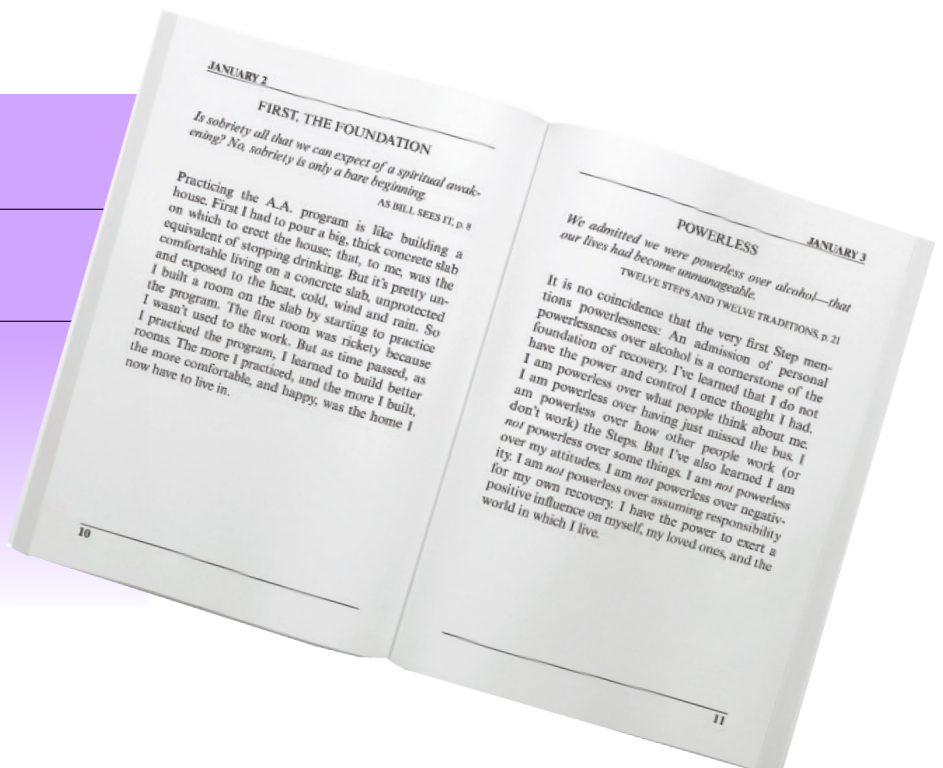 JANUARY 2
FIRST, THE FOUNDATION
Is sobriety all that we can expect of a spiritual awak-
ening? No, sobriety is only a bare beginning.
AS BILL SEES IT, p. 8
Practicing the A.A. program is like building a
house. First I had to pour a big, thick concrete slab
on which to erect the house; that, to me, was the
equivalent of stopping drinking. But it's pretty un-
comfortable living on a concrete slab, unprotected
and exposed to the heat, cold, wind and rain. So
I built a room on the slab by starting to practice
the program. The first room was rickety because
I wasn't used to the work. But as time passed, as
I practiced the program, I learned to build better
rooms. The more I practiced, and the more I built,
the more comfortable, and happy, was the home I
now have to live in.
10
JANUARY 3
POWERLESS
We admitted we were powerless over alcohol—that
our lives had become unmanageable.
TWELVE STEPS AND TWELVE TRADITIONS, p. 21
It is no coincidence that the very first Step men-
tions powerlessness: An admission of personal
powerlessness over alcohol is a cornerstone of the
foundation of recovery. I've learned that I do not
have the power and control I once thought I had.
I am powerless over what people think about me.
I am powerless over having just missed the bus. I
am powerless over how other people work (or
don't work) the Steps. But I've also learned I am
not powerless over some things. I am not powerless
over my attitudes. I am not powerless over negativ-
ity. I am not powerless over assuming responsibility
for my own recovery. I have the power to exert a
positive influence on myself, my loved ones, and the
world in which I live.
11